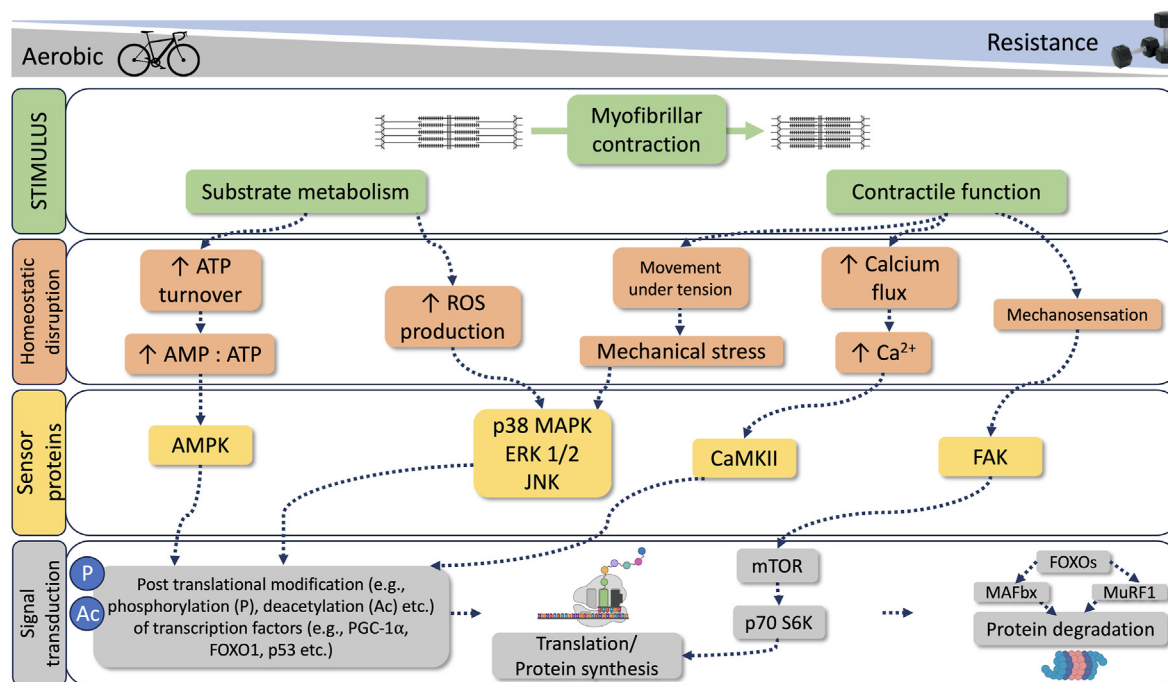 Aerobic
Resistance
STIMULUS
Myofibrillar
contraction
Substrate metabolism
Contractile function
Homeostatic
disruption
↑ ATP
turnover
↑ AMP : ATP
↑ ROS
production
Movement
under tension
Mechanical stress
↑ Calcium
flux
↑ Ca²⁺
Mechanosensation
Sensor
proteins
AMPK
p38 MAPK
ERK 1/2
JNK
CaMKII
FAK
Signal
transduction
P
Ac
Post translational modification (e.g.,
phosphorylation (P), deacetylation (Ac) etc.)
of transcription factors (e.g., PGC-1α,
FOXO1, p53 etc.)
Translation/
Protein synthesis
mTOR
p70 S6K
FOXOs
MAFbx
MuRF1
Protein degradation